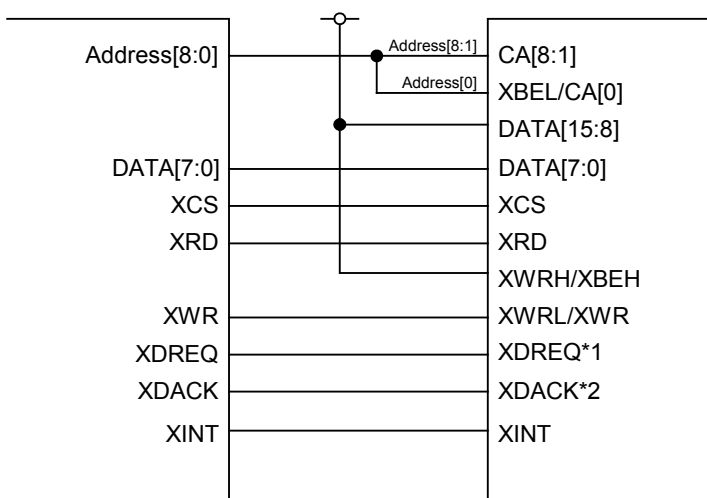 Address[8:0] Address[8:1] CA[8:1]
Address[0] XBEL/CA[0]
DATA[15:8]
DATA[7:0] DATA[7:0]
XCS XCS
XRD XRD
XWRH/XBEH
XWR XWRL/XWR
XDREQ XDREQ*1
XDACK XDACK*2
XINT XINT